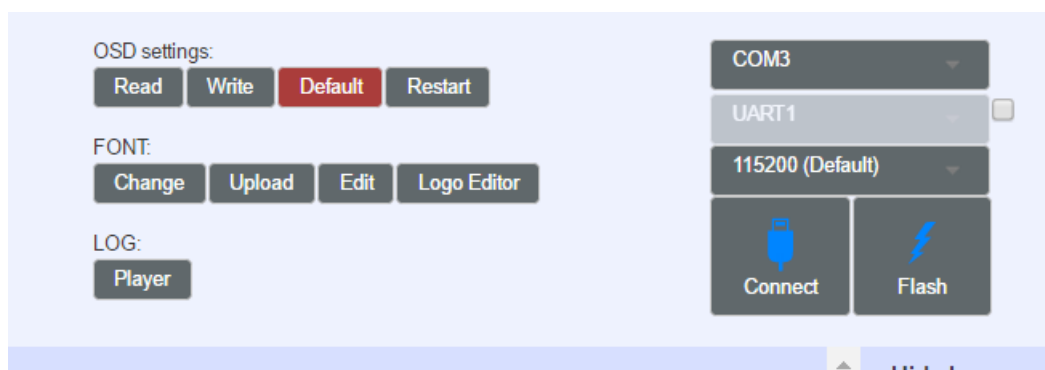 OSD settings:
Read Write Default Restart
FONT:
Change Upload Edit Logo Editor
LOG:
Player
COM3
UART1
115200 (Default)
Connect Flash